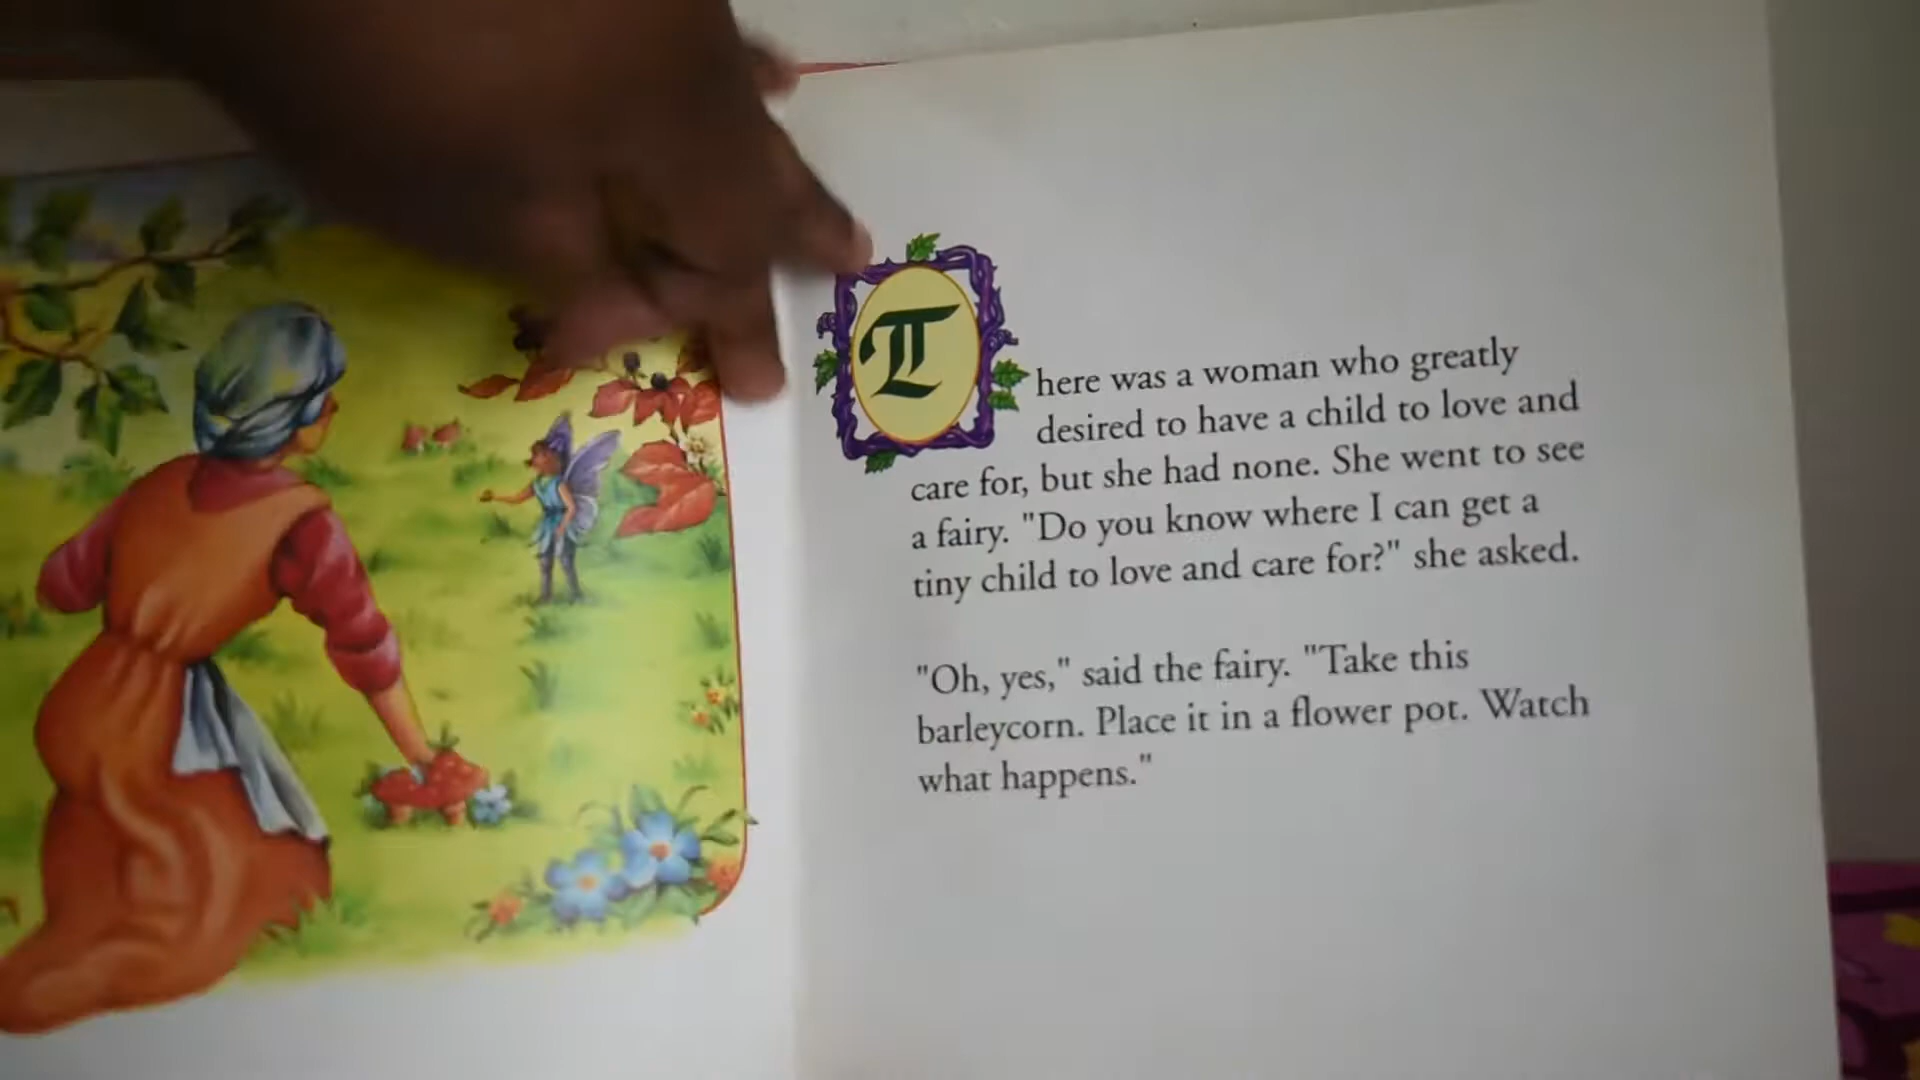 There was a woman who greatly
desired to have a child to love and
care for, but she had none. She went to see
a fairy. "Do you know where I can get a
tiny child to love and care for?" she asked.
"Oh, yes," said the fairy. "Take this
barleycorn. Place it in a flower pot. Watch
what happens."